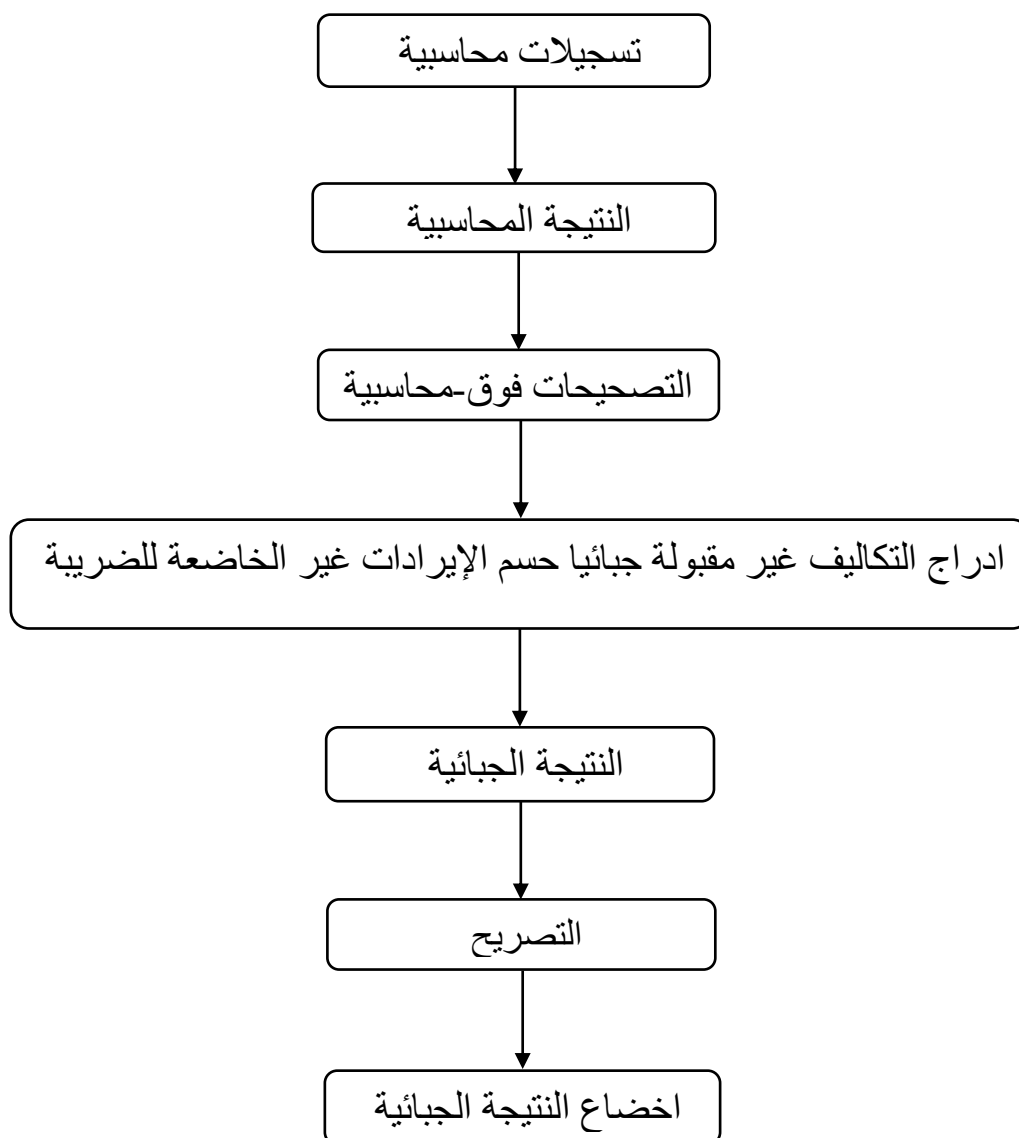 تسجيلات محاسبية
النتيجة المحاسبية
التصحيحات فوق-محاسبية
ادراج التكاليف غير مقبولة جبائيا حسم الإيرادات غير الخاضعة للضريبة
النتيجة الجبائية
التصريح
اخضاع النتيجة الجبائية